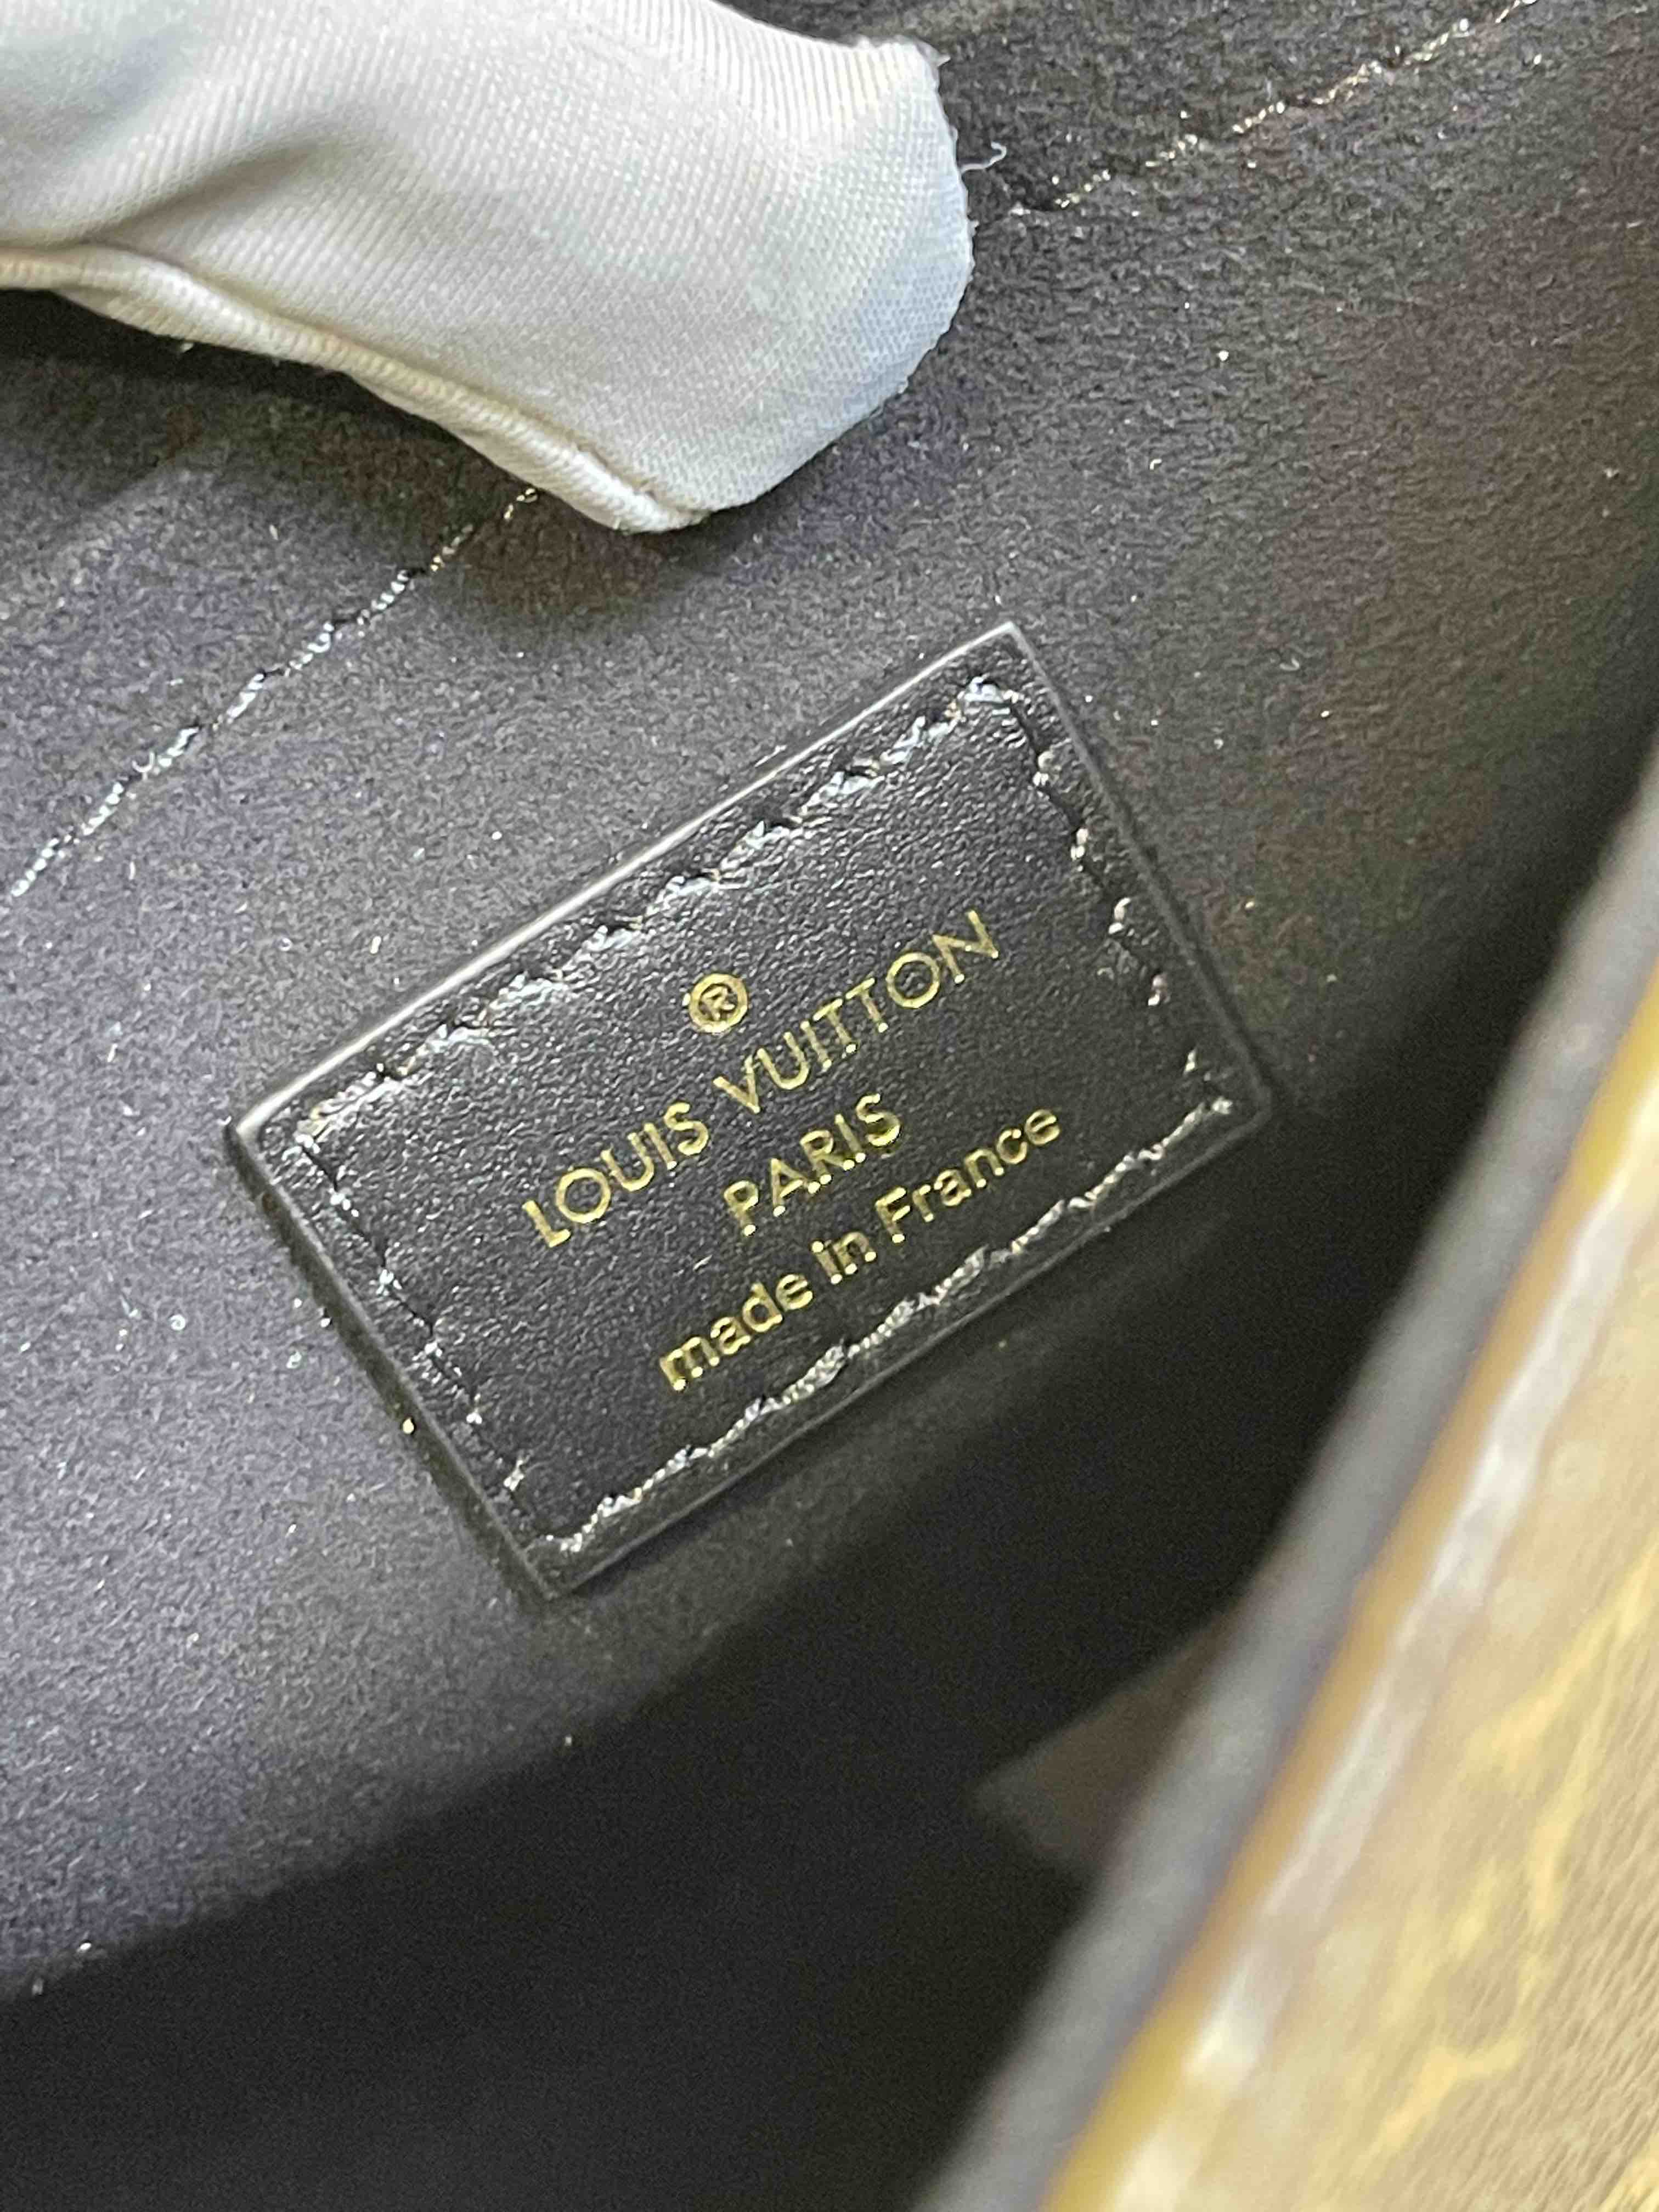 ®
LOUIS VUITTON
PARIS
made in France